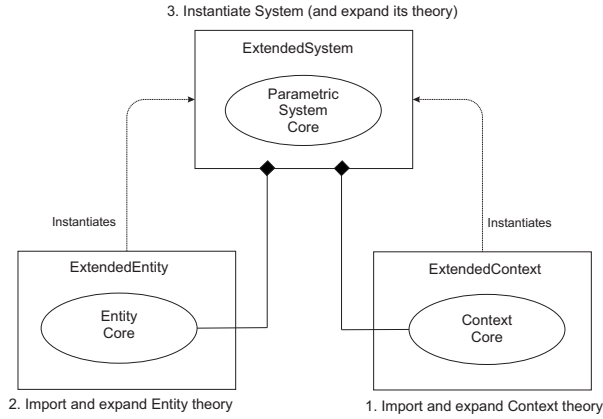 3. Instantiate System (and expand its theory)
ExtendedSystem
Parametric
System
Core
Instantiates
Instantiates
ExtendedEntity
Entity
Core
ExtendedContext
Context
Core
2. Import and expand Entity theory
1. Import and expand Context theory